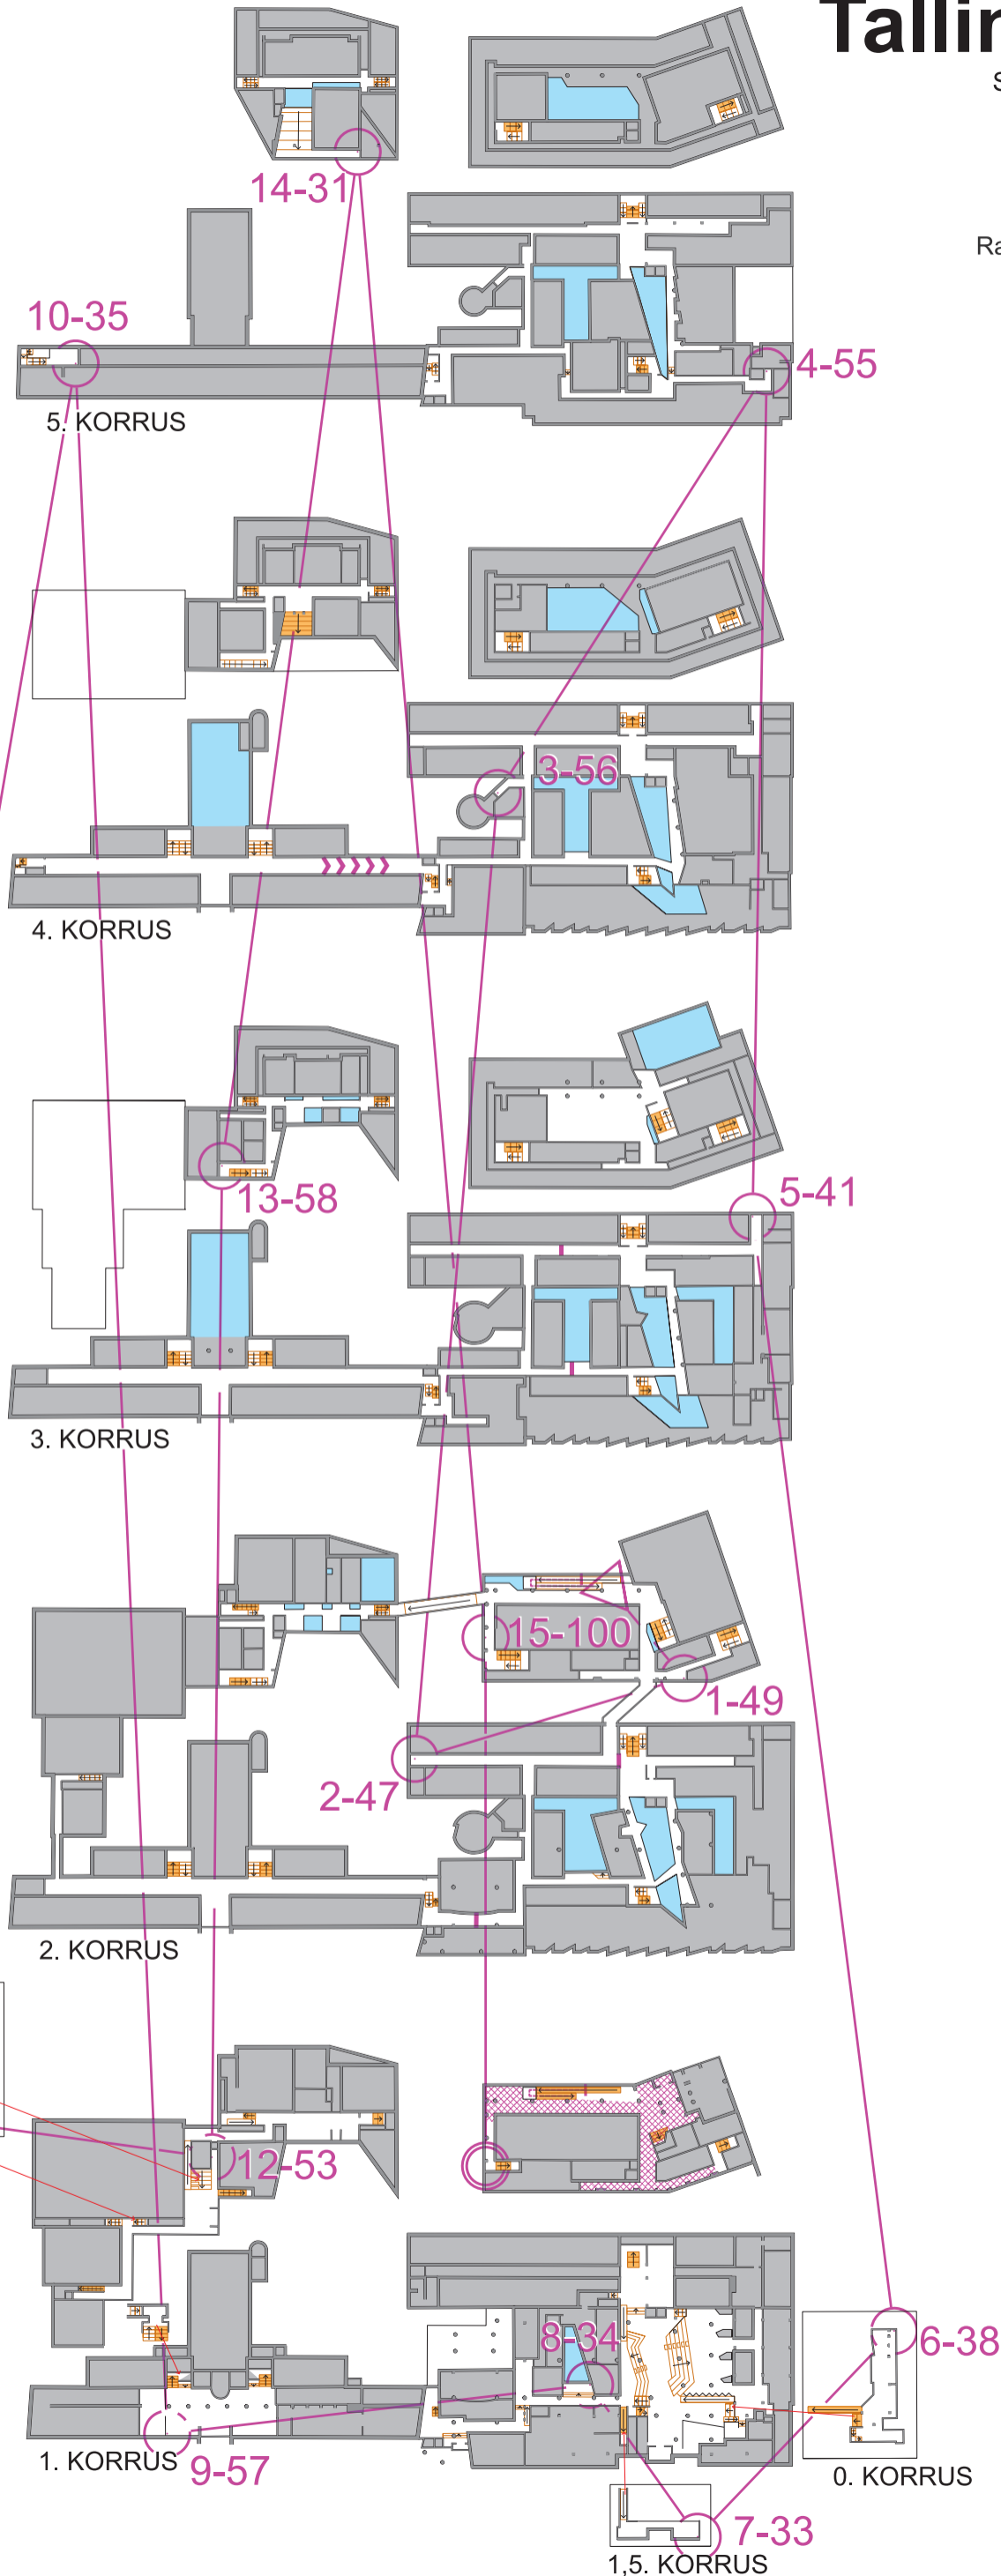 Tallin
S
14-31
Ra
10-35
4-55
5. KORRUS
3-56
4. KORRUS
13-58
5-41
3. KORRUS
15-100
1-49
2-47
2. KORRUS
12-53
8-34
6-38
1. KORRUS
9-57
0. KORRUS
7-33
1,5. KORRUS